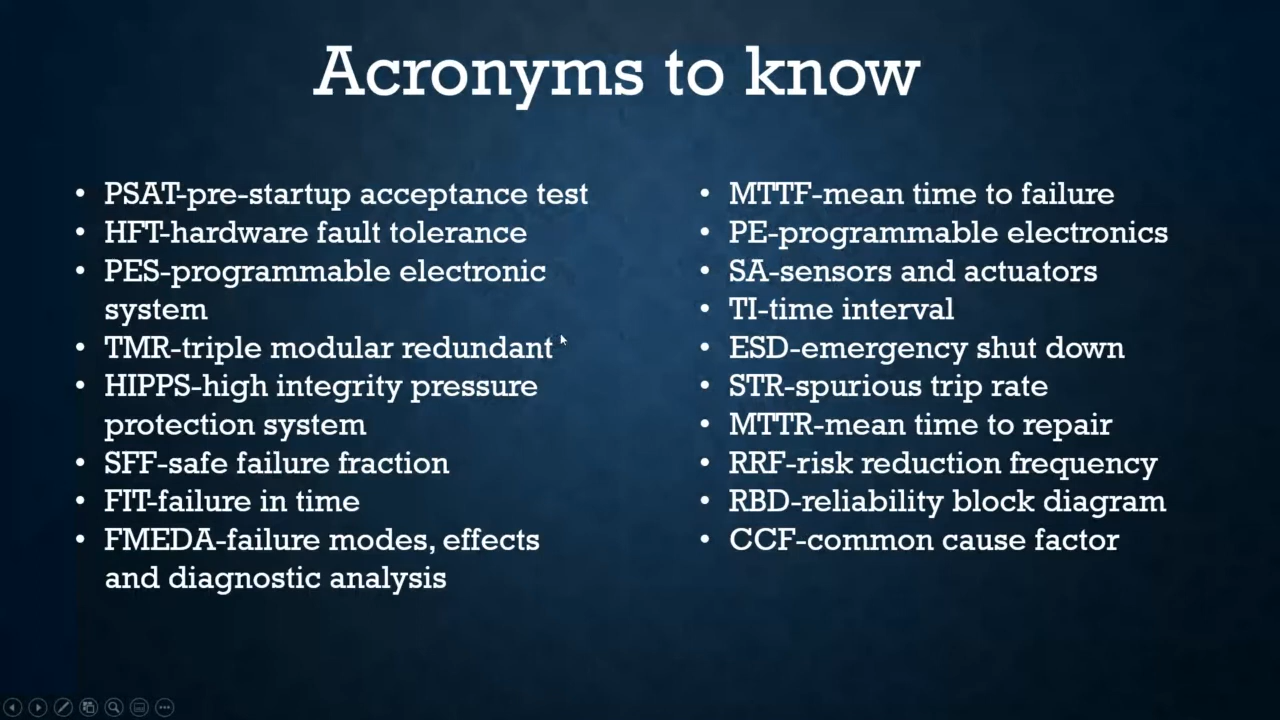 Acronyms to know
• PSAT-pre-startup acceptance test
• HFT-hardware fault tolerance
• PES-programmable electronic
system
• TMR-triple modular redundant
• HIPPS-high integrity pressure
protection system
• SFF-safe failure fraction
• FIT-failure in time
• FMEDA-failure modes, effects
and diagnostic analysis
• MTTF-mean time to failure
• PE-programmable electronics
• SA-sensors and actuators
• TI-time interval
• ESD-emergency shut down
• STR-spurious trip rate
• MTTR-mean time to repair
• RRF-risk reduction frequency
• RBD-reliability block diagram
• CCF-common cause factor